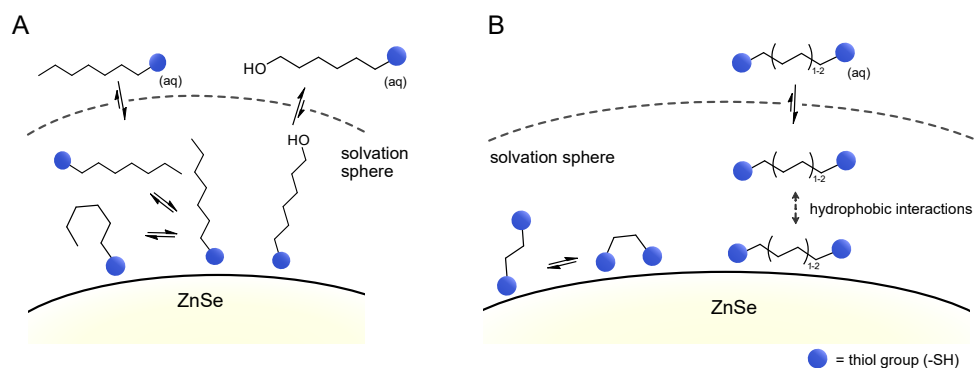 A
B
HO
(aq)
(aq)
1-2
(aq)
HO
solvation
sphere
solvation sphere
1-2
hydrophobic interactions
1-2
ZnSe
ZnSe
= thiol group (-SH)